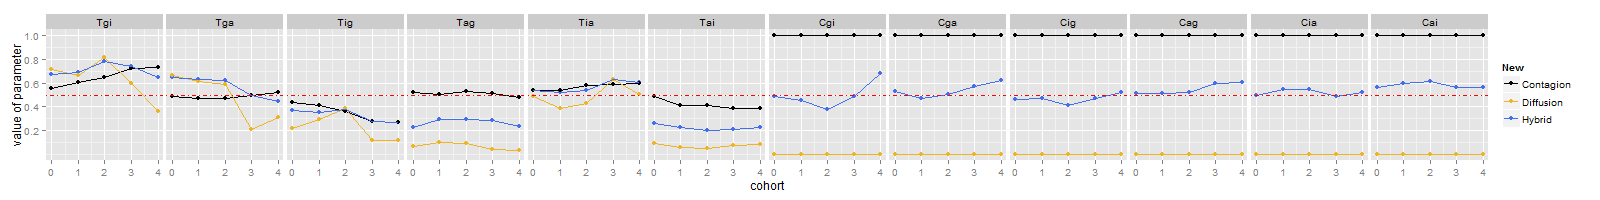 Tgi Tga Tig Tag Tia Tai Cgi Cga Cig Cag Cia Cai
value of parameter
1.0
0.8
0.6
0.4
0.2
0 1 2 3 4 0 1 2 3 4 0 1 2 3 4 0 1 2 3 4 0 1 2 3 4 0 1 2 3 4 0 1 2 3 4 0 1 2 3 4 0 1 2 3 4 0 1 2 3 4 0 1 2 3 4 0 1 2 3 4
cohort
New
Contagion
Diffusion
Hybrid